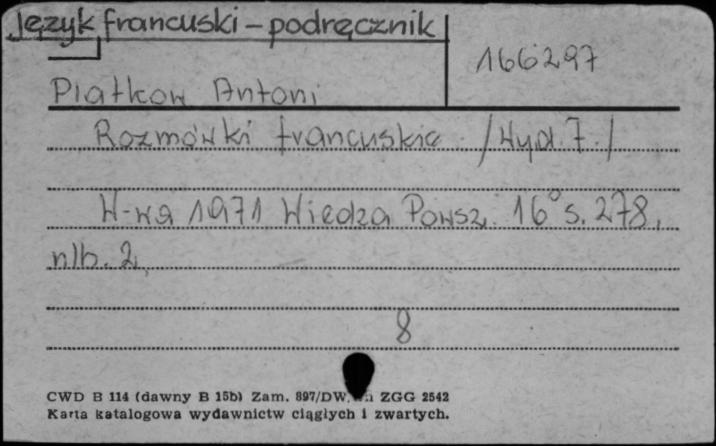 Język francuski – podręcznik
166297
Piatkow Antoni
Rozmówki francuskie /Wyd. 7./
W-wa 1971 Wiedza Powsz. 16° s. 278,
nlb. 2,
8
CWD B 114 (dawny B 15b) Zam. 897/DW. ZGG 2542
Karta katalogowa wydawnictw ciągłych i zwartych.